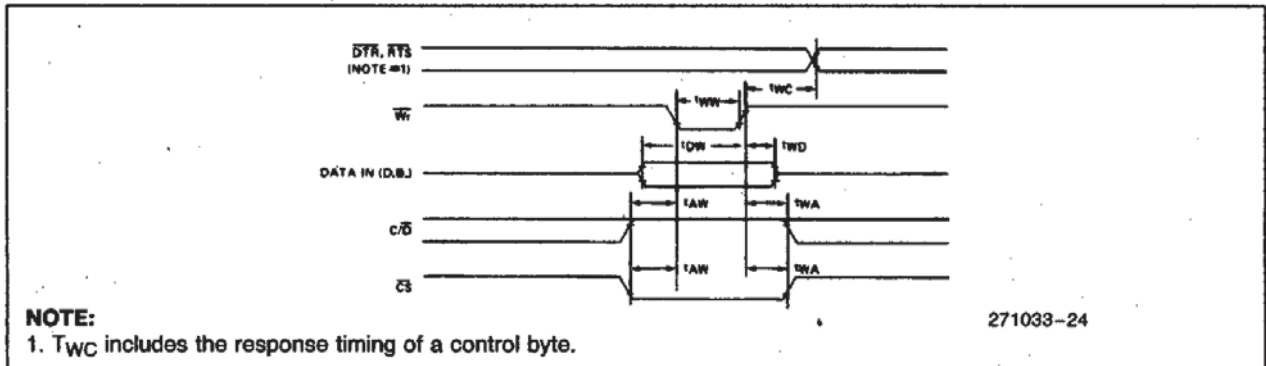 DTR, RTS
(NOTE #1)
tWC
tWW
Wr
tDW
tWD
DATA IN (D.B.)
tAW
tWA
C/D
tAW
tWA
CS
NOTE:
271033-24
1. TWC includes the response timing of a control byte.